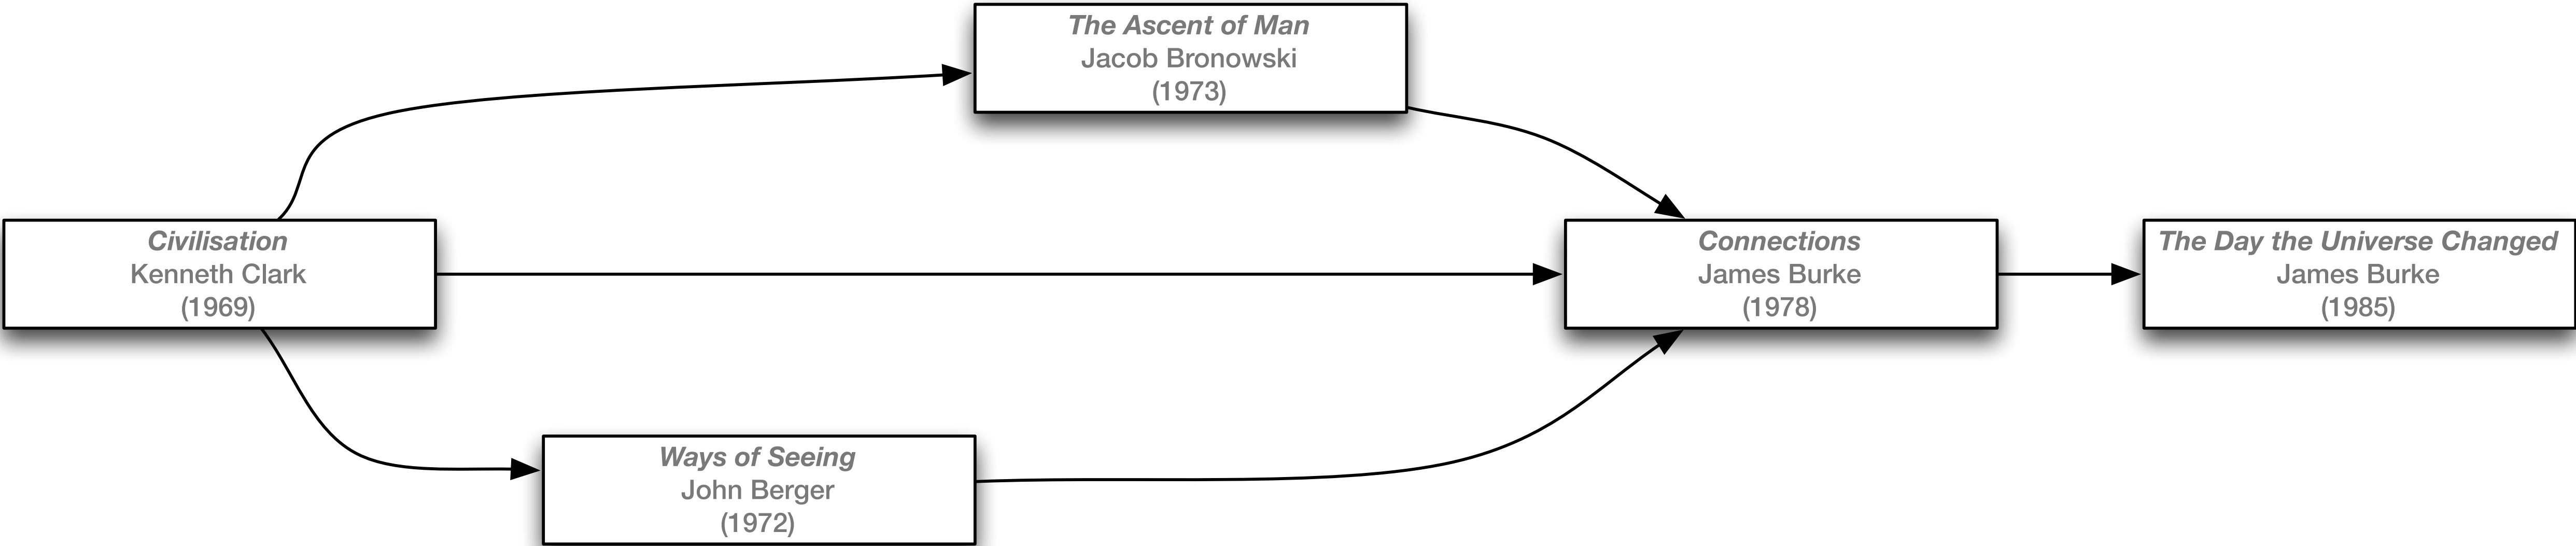 The Ascent of Man
Jacob Bronowski
(1973)
Civilisation
Kenneth Clark
(1969)
Connections
James Burke
(1978)
The Day the Universe Changed
James Burke
(1985)
Ways of Seeing
John Berger
(1972)